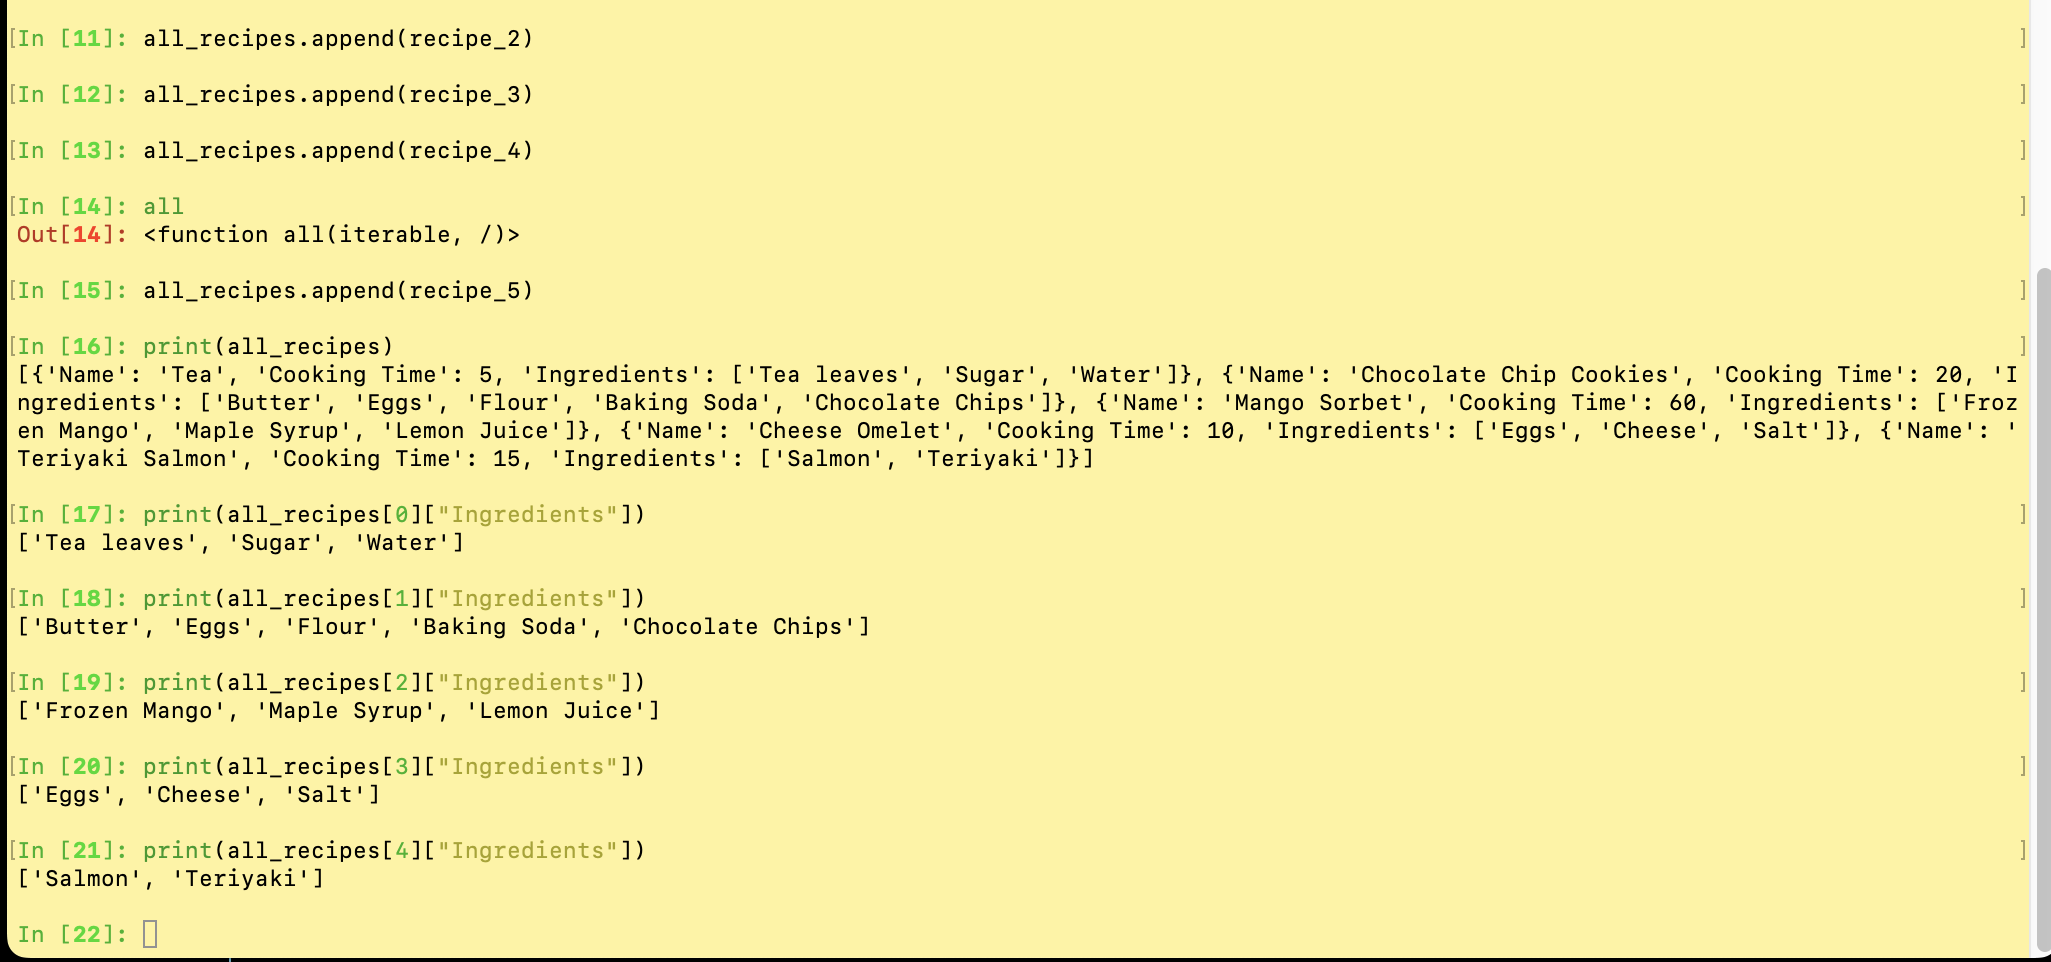 [In [11]: all_recipes.append(recipe_2) ]
[In [12]: all_recipes.append(recipe_3) ]
[In [13]: all_recipes.append(recipe_4) ]
[In [14]: all ]
Out[14]: <function all(iterable, /)>
[In [15]: all_recipes.append(recipe_5) ]
[In [16]: print(all_recipes) ]
[{'Name': 'Tea', 'Cooking Time': 5, 'Ingredients': ['Tea leaves', 'Sugar', 'Water']}, {'Name': 'Chocolate Chip Cookies', 'Cooking Time': 20, 'I
ngredients': ['Butter', 'Eggs', 'Flour', 'Baking Soda', 'Chocolate Chips']}, {'Name': 'Mango Sorbet', 'Cooking Time': 60, 'Ingredients': ['Froz
en Mango', 'Maple Syrup', 'Lemon Juice']}, {'Name': 'Cheese Omelet', 'Cooking Time': 10, 'Ingredients': ['Eggs', 'Cheese', 'Salt']}, {'Name': '
Teriyaki Salmon', 'Cooking Time': 15, 'Ingredients': ['Salmon', 'Teriyaki']}]
[In [17]: print(all_recipes[0]["Ingredients"]) ]
['Tea leaves', 'Sugar', 'Water']
[In [18]: print(all_recipes[1]["Ingredients"]) ]
['Butter', 'Eggs', 'Flour', 'Baking Soda', 'Chocolate Chips']
[In [19]: print(all_recipes[2]["Ingredients"]) ]
['Frozen Mango', 'Maple Syrup', 'Lemon Juice']
[In [20]: print(all_recipes[3]["Ingredients"]) ]
['Eggs', 'Cheese', 'Salt']
[In [21]: print(all_recipes[4]["Ingredients"]) ]
['Salmon', 'Teriyaki']
In [22]: